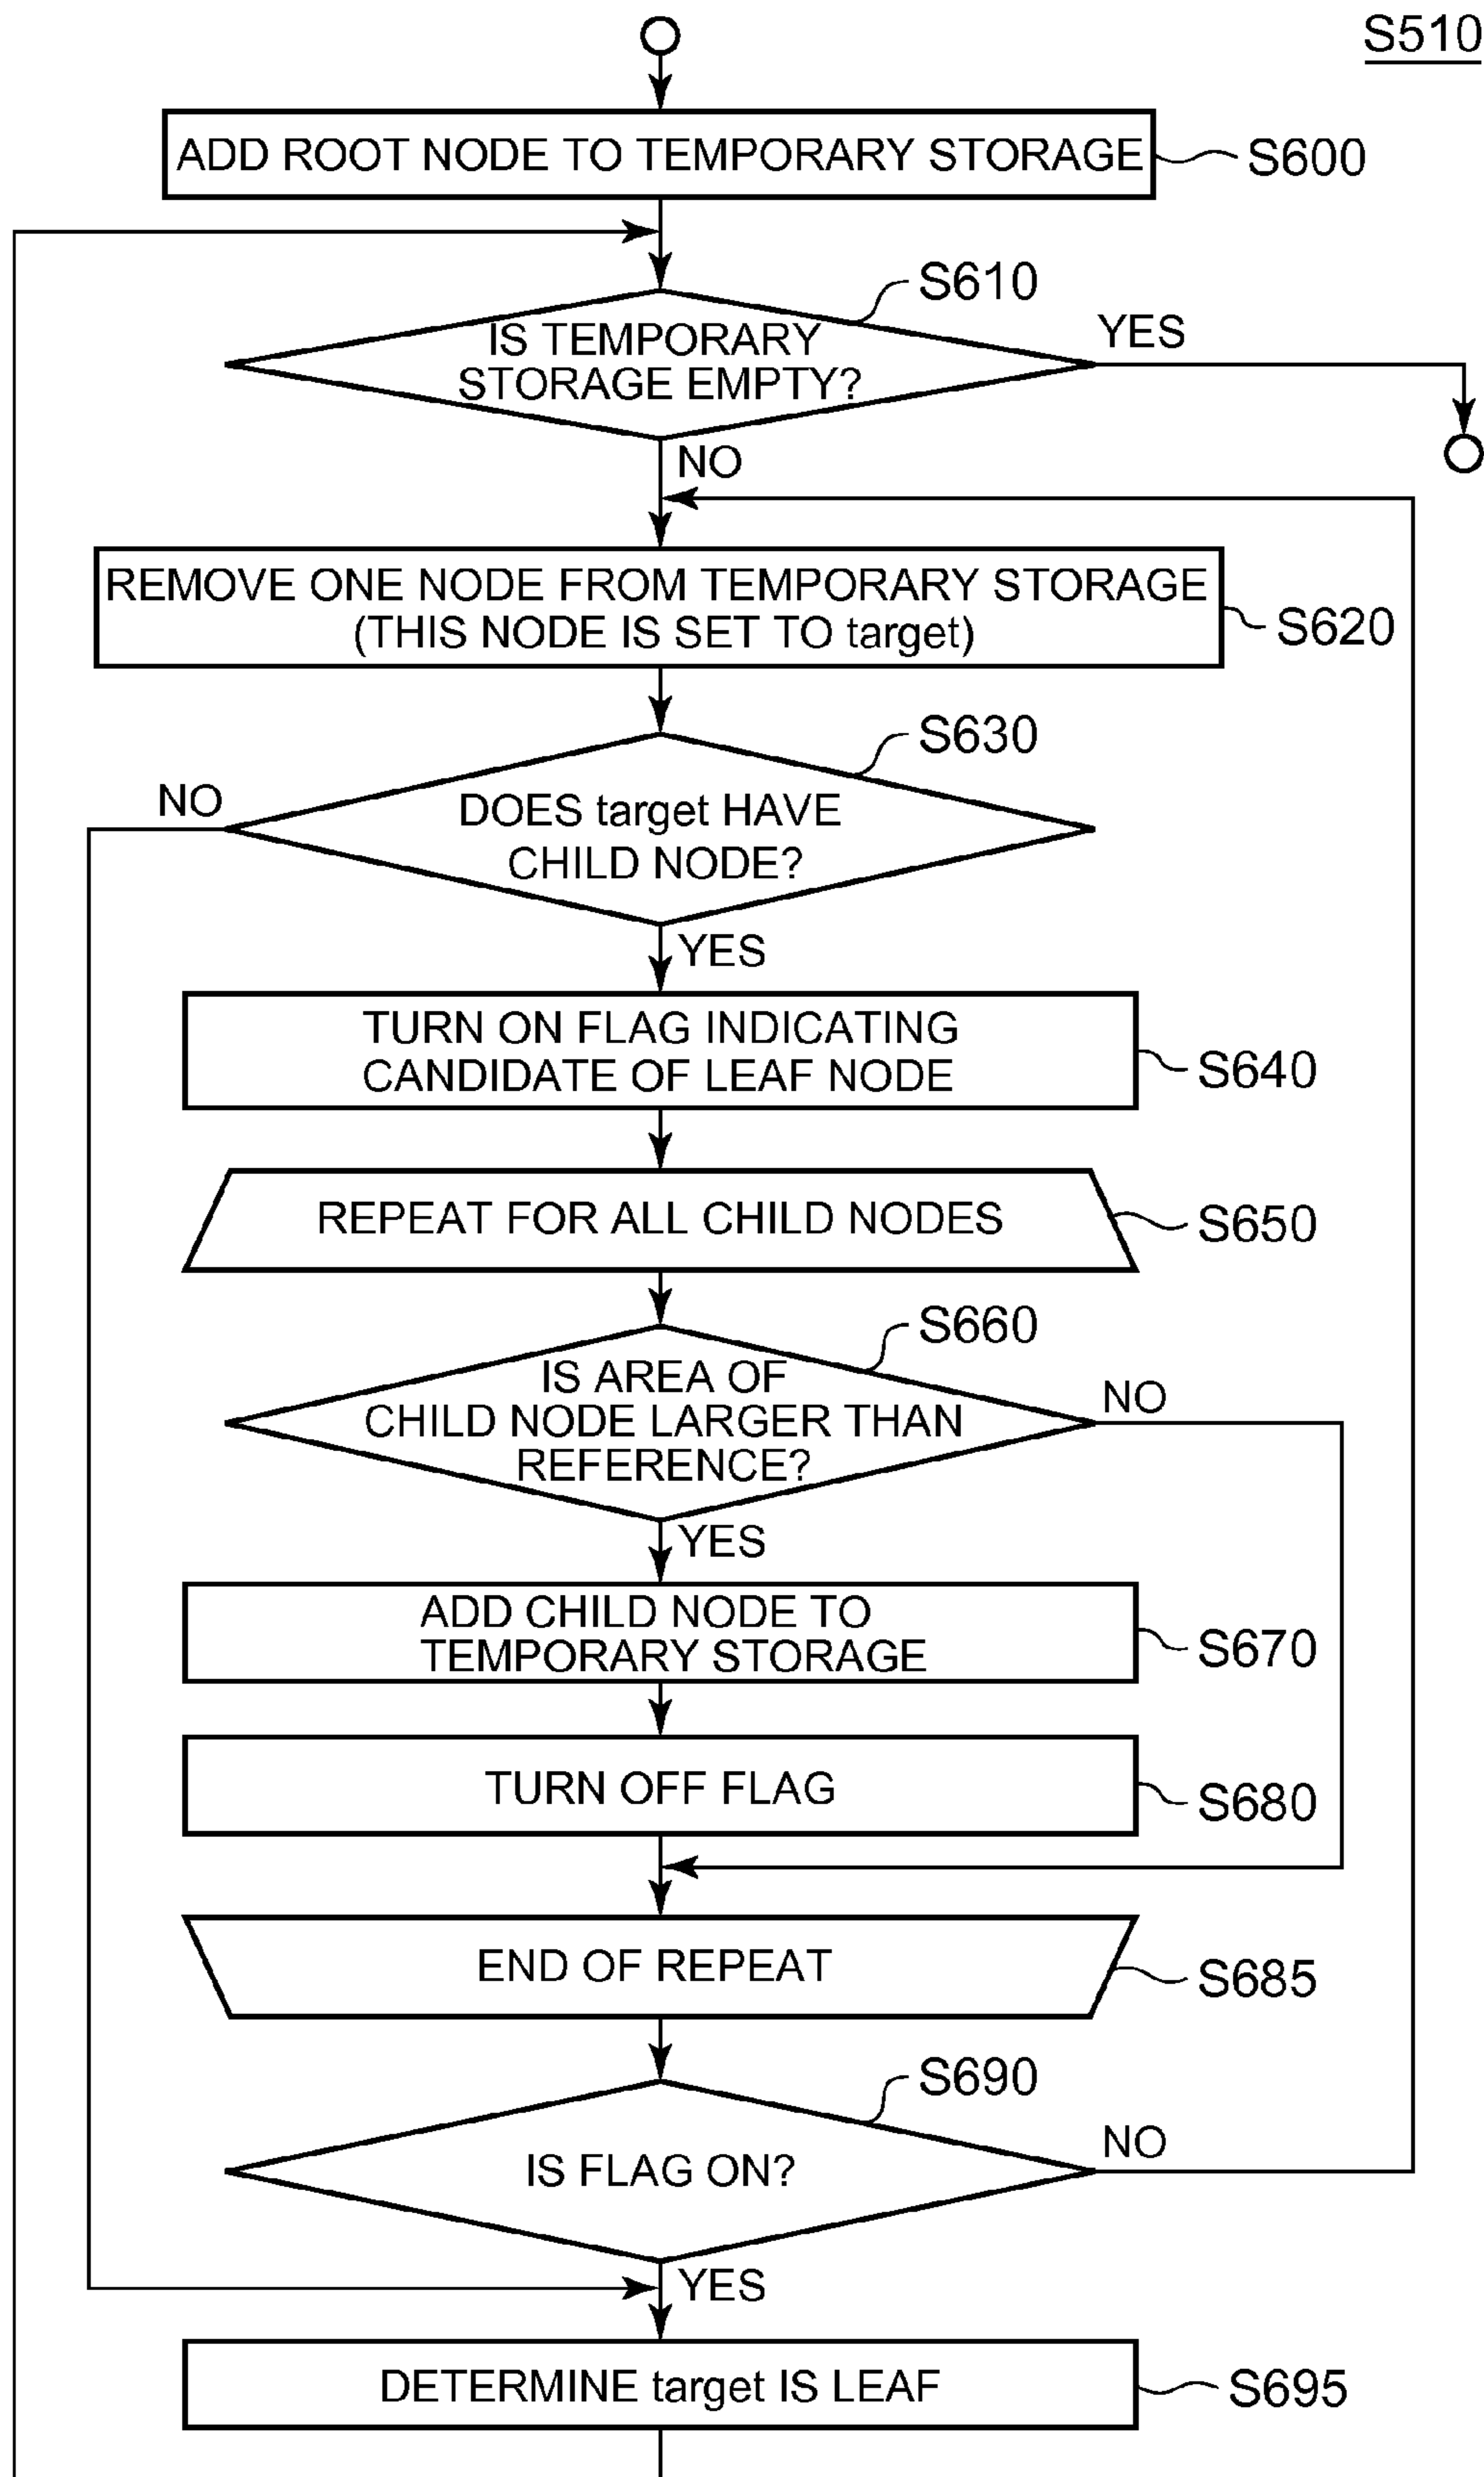 S510
ADD ROOT NODE TO TEMPORARY STORAGE
S600
S610
IS TEMPORARY
STORAGE EMPTY?
YES
NO
REMOVE ONE NODE FROM TEMPORARY STORAGE
(THIS NODE IS SET TO target)
S620
S630
NO
DOES target HAVE
CHILD NODE?
YES
TURN ON FLAG INDICATING
CANDIDATE OF LEAF NODE
S640
REPEAT FOR ALL CHILD NODES
S650
S660
IS AREA OF
CHILD NODE LARGER THAN
REFERENCE?
NO
YES
ADD CHILD NODE TO
TEMPORARY STORAGE
S670
TURN OFF FLAG
S680
END OF REPEAT
S685
S690
IS FLAG ON?
NO
YES
DETERMINE target IS LEAF
S695